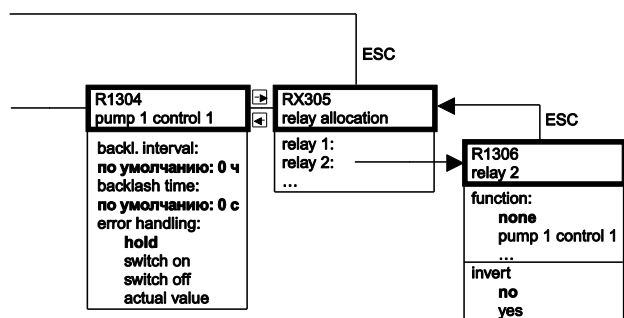 ESC
R1304
pump 1 control 1
backl. interval:
по умолчанию: 0 ч
backlash time:
по умолчанию: 0 с
error handling:
hold
switch on
switch off
actual value
RX305
relay allocation
relay 1:
relay 2:
...
ESC
R1306
relay 2
function:
none
pump 1 control 1
...
invert
no
yes